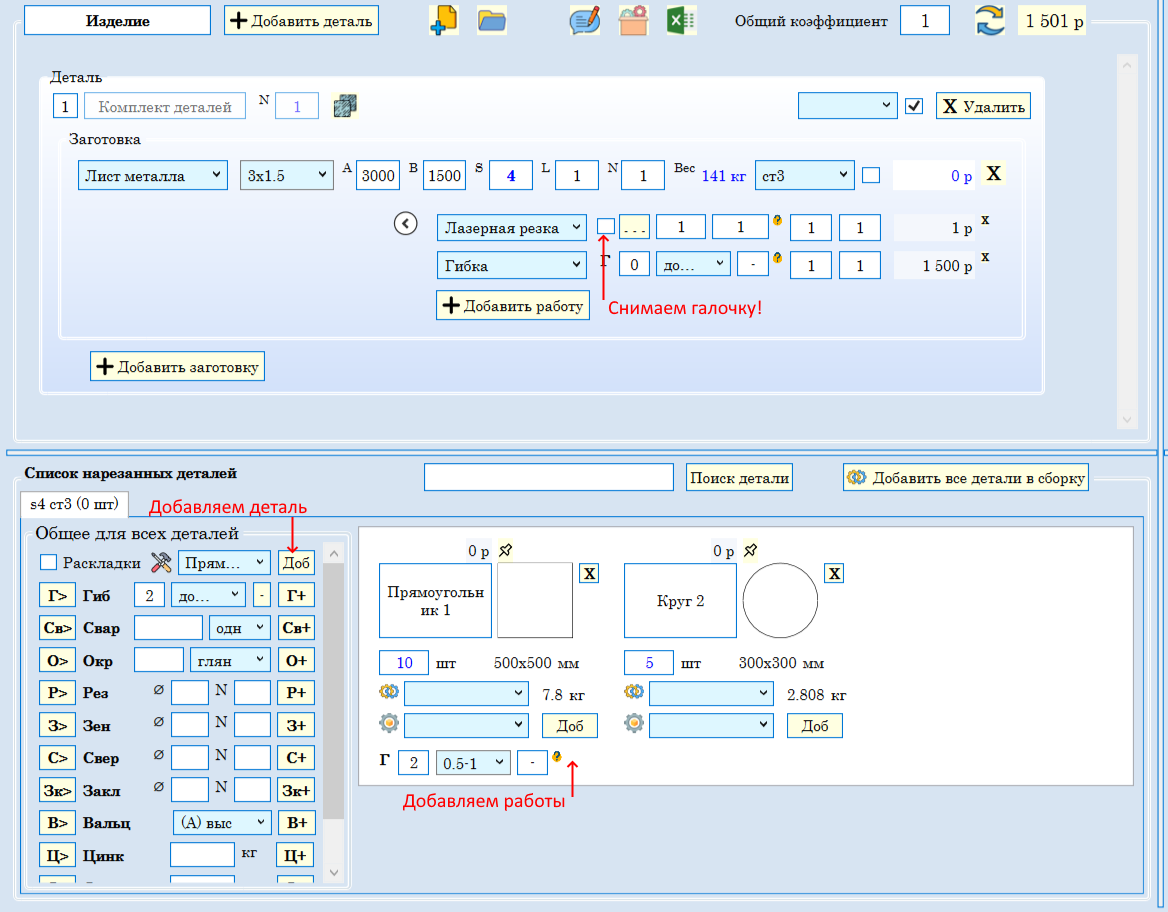 Изделие Добавить деталь Общий коэффициент 1 1 501 р
Деталь
1 Комплект деталей N 1 X Удалить
Заготовка
Лист металла 3х1.5 A 3000 B 1500 S 4 L 1 N 1 Вес 141 кг ст3 0 р X
Лазерная резка ... 1 1 1 1 1 р x
Гибка Г 0 до... - 1 1 1 500 р x
Добавить работу Снимаем галочку!
Добавить заготовку
Список нарезанных деталей Поиск детали Добавить все детали в сборку
s4 ст3 (0 шт) Добавляем деталь
Общее для всех деталей
Раскладки Прям... Доб
Г> Гиб 2 до... - Г+
Св> Свар одн Св+
О> Окр глян О+
Р> Рез ∅ N Р+
З> Зен ∅ N З+
С> Свер ∅ N С+
Зк> Закл ∅ N Зк+
В> Вальц (А) выс В+
Ц> Цинк кг Ц+
0 р X
Прямоугольн
ик 1
10 шт 500х500 мм
7.8 кг
Доб
Г 2 0.5-1 -
0 р X
Круг 2
5 шт 300х300 мм
2.808 кг
Доб
Добавляем работы